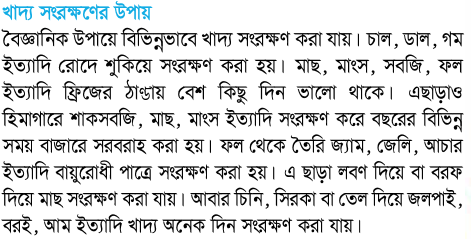 খাদ্য সংরক্ষণের উপায়
বৈজ্ঞানিক উপায়ে বিভিন্নভাবে খাদ্য সংরক্ষণ করা যায়। চাল, ডাল, গম
ইত্যাদি রোদে শুকিয়ে সংরক্ষণ করা হয়। মাছ, মাংস, সবজি, ফল
ইত্যাদি ফ্রিজের ঠাণ্ডায় বেশ কিছু দিন ভালো থাকে। এছাড়াও
হিমাগারে শাকসবজি, মাছ, মাংস ইত্যাদি সংরক্ষণ করে বছরের বিভিন্ন
সময় বাজারে সরবরাহ করা হয়। ফল থেকে তৈরি জ্যাম, জেলি, আচার
ইত্যাদি বায়ুরোধী পাত্রে সংরক্ষণ করা হয়। এ ছাড়া লবণ দিয়ে বা বরফ
দিয়ে মাছ সংরক্ষণ করা যায়। আবার চিনি, সিরকা বা তেল দিয়ে জলপাই,
বরই, আম ইত্যাদি খাদ্য অনেক দিন সংরক্ষণ করা যায়।